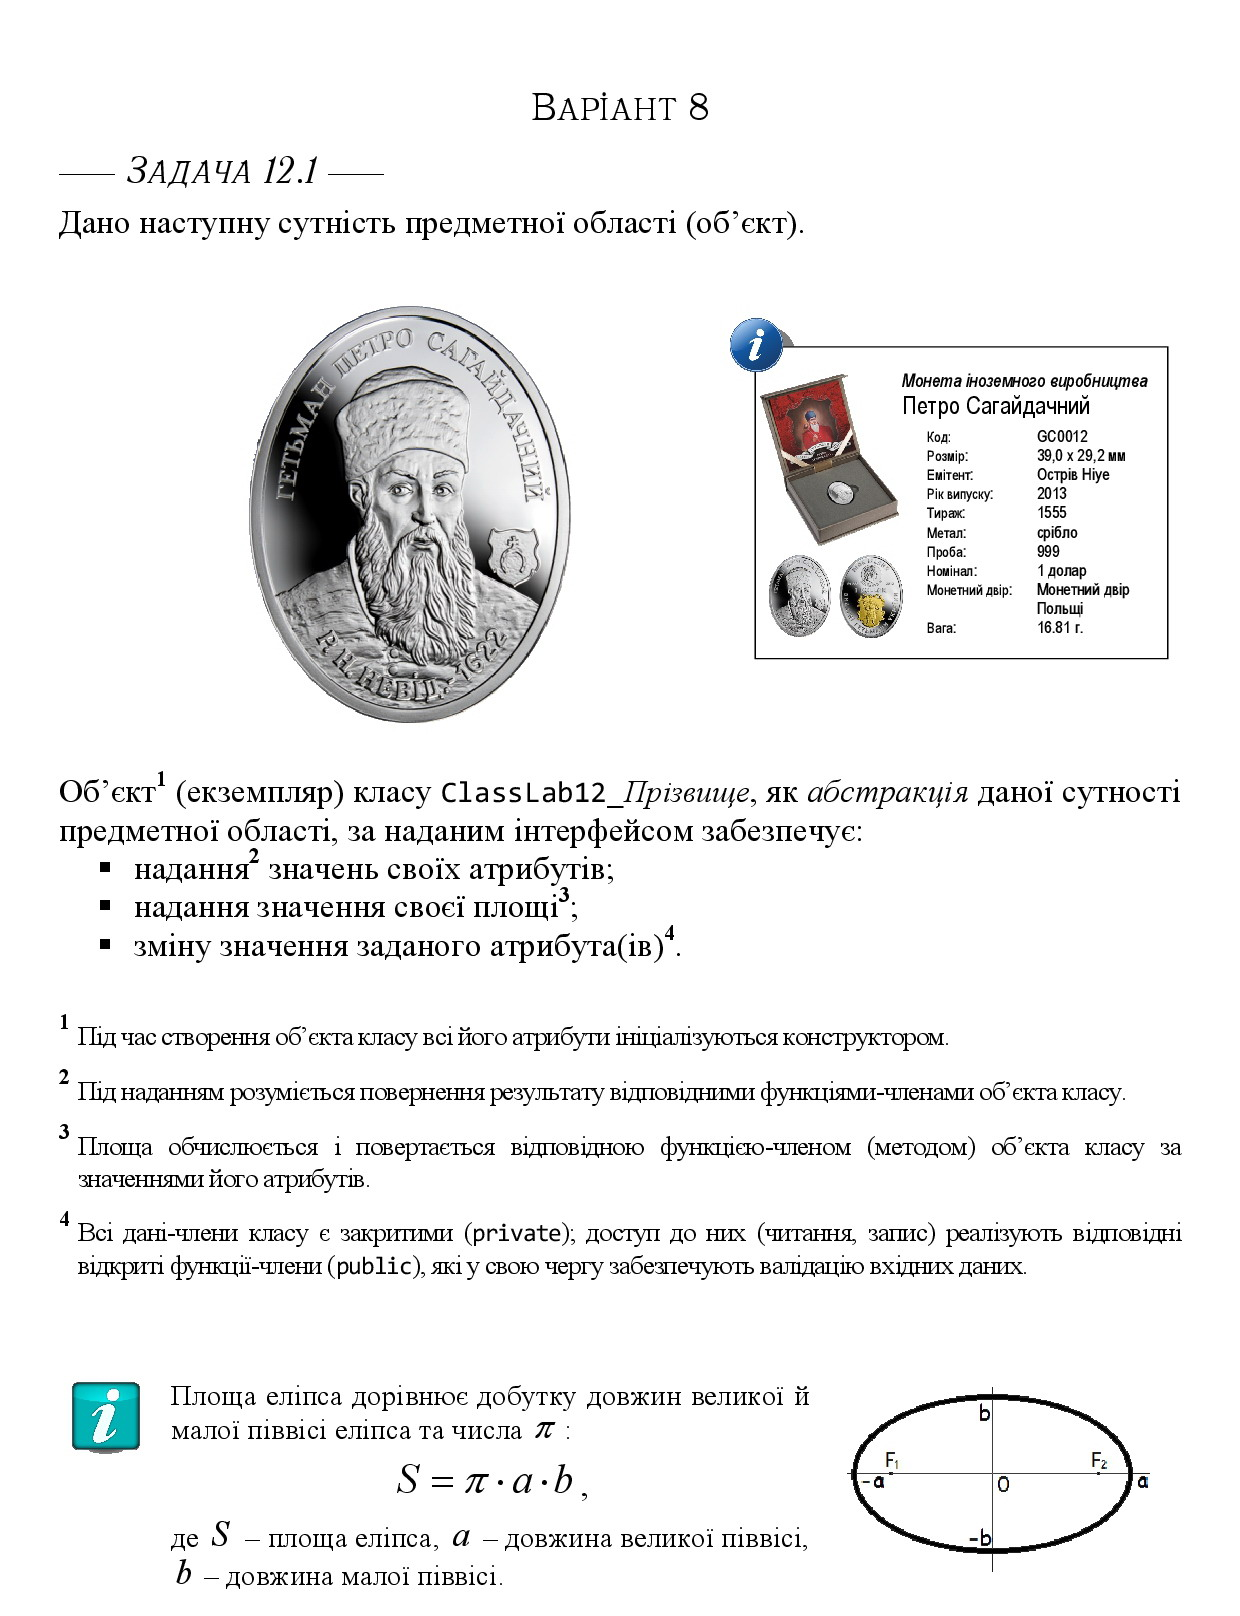 Варіант 8
Задача 12.1
Дано наступну сутність предметної області (об’єкт).
ГЕТЬМАН ПЕТРО САГАЙДАЧНИЙ
Р. Н. НЕВІД. - 1622
Монета іноземного виробництва
Петро Сагайдачний
Код: GC0012
Розмір: 39,0 x 29,2 мм
Емітент: Острів Ніуе
Рік випуску: 2013
Тираж: 1555
Метал: срібло
Проба: 999
Номінал: 1 долар
Монетний двір: Монетний двір
Польщі
Вага: 16.81 г.
Об’єкт1 (екземпляр) класу ClassLab12_Прізвище, як абстракція даної сутності
предметної області, за наданим інтерфейсом забезпечує:
▪ надання2 значень своїх атрибутів;
▪ надання значення своєї площі3;
▪ зміну значення заданого атрибута(ів)4.
1 Під час створення об’єкта класу всі його атрибути ініціалізуються конструктором.
2 Під наданням розуміється повернення результату відповідними функціями-членами об’єкта класу.
3 Площа обчислюється і повертається відповідною функцією-членом (методом) об’єкта класу за
значеннями його атрибутів.
4 Всі дані-члени класу є закритими (private); доступ до них (читання, запис) реалізують відповідні
відкриті функції-члени (public), які у свою чергу забезпечують валідацію вхідних даних.
Площа еліпса дорівнює добутку довжин великої й
малої піввісі еліпса та числа π :
S = π · a · b ,
де S – площа еліпса, a – довжина великої піввісі,
b – довжина малої піввісі.
b
F1 F2
-a 0 a
-b